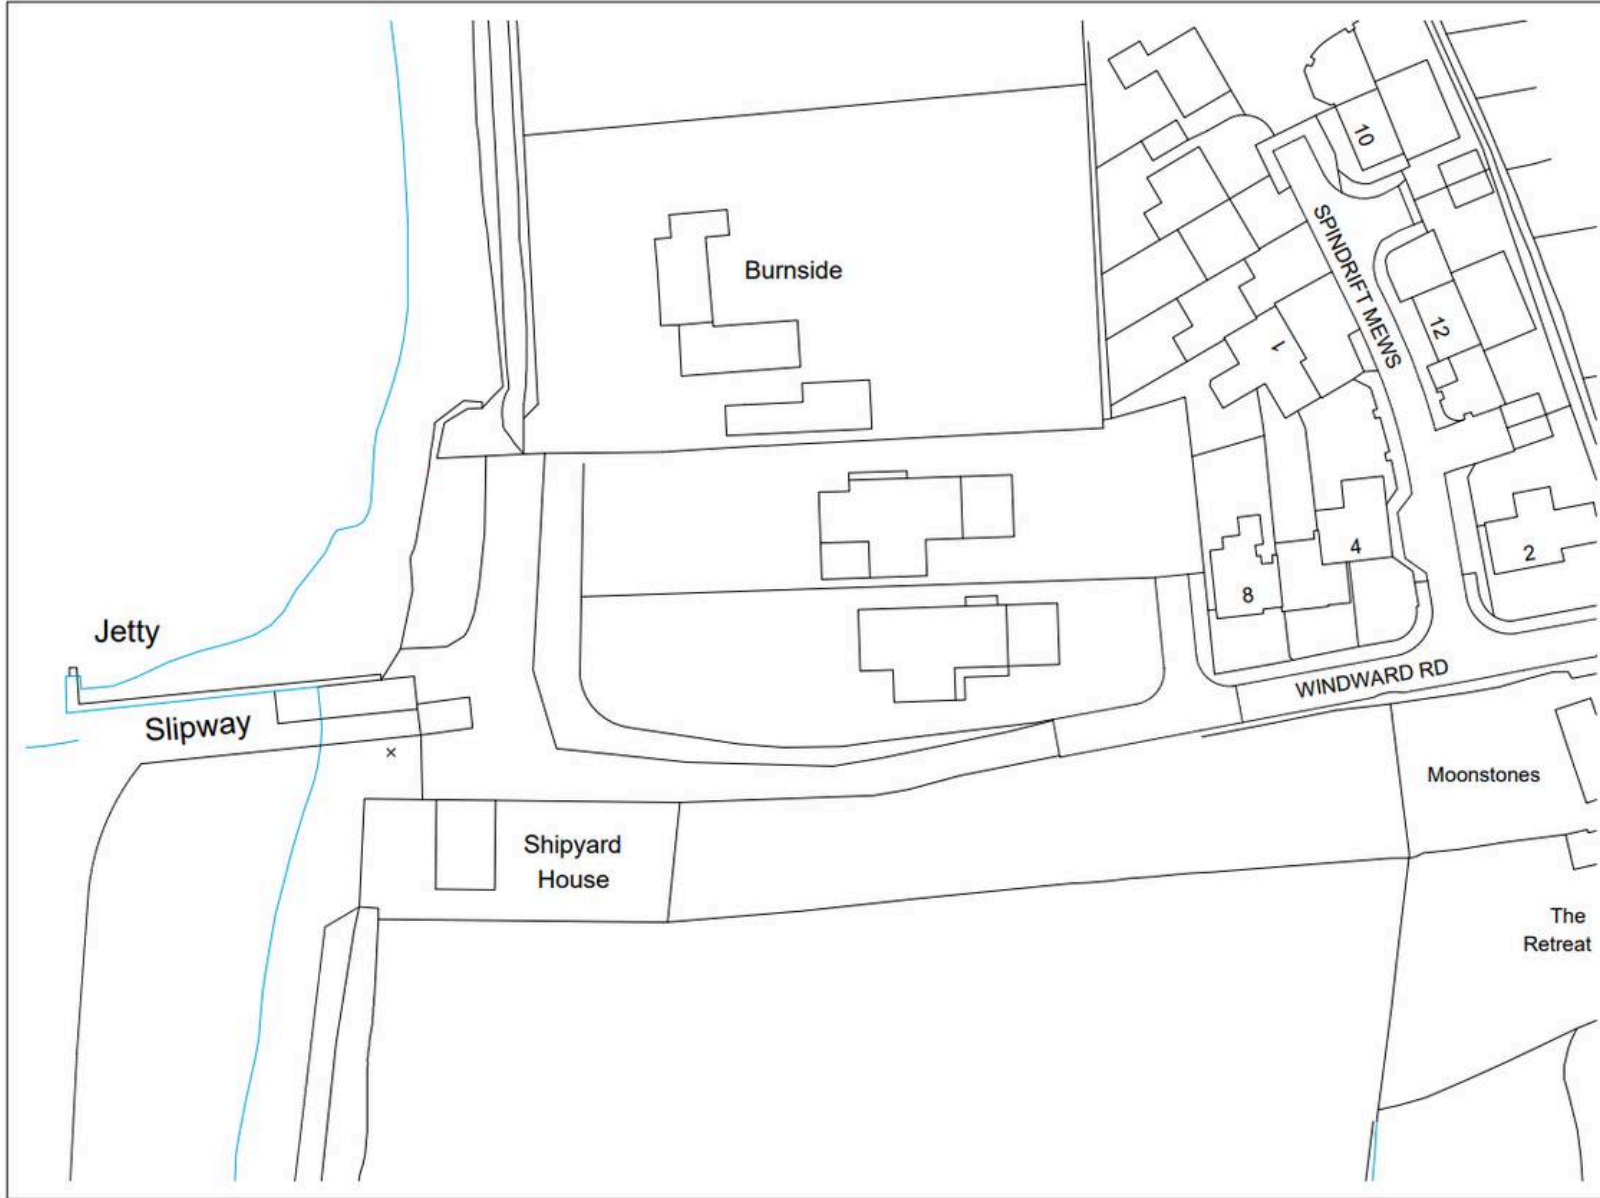 10
SPINDRIFT MEWS
Burnside
12
1
4
2
8
Jetty
WINDWARD RD
Slipway
Moonstones
Shipyard
House
The
Retreat